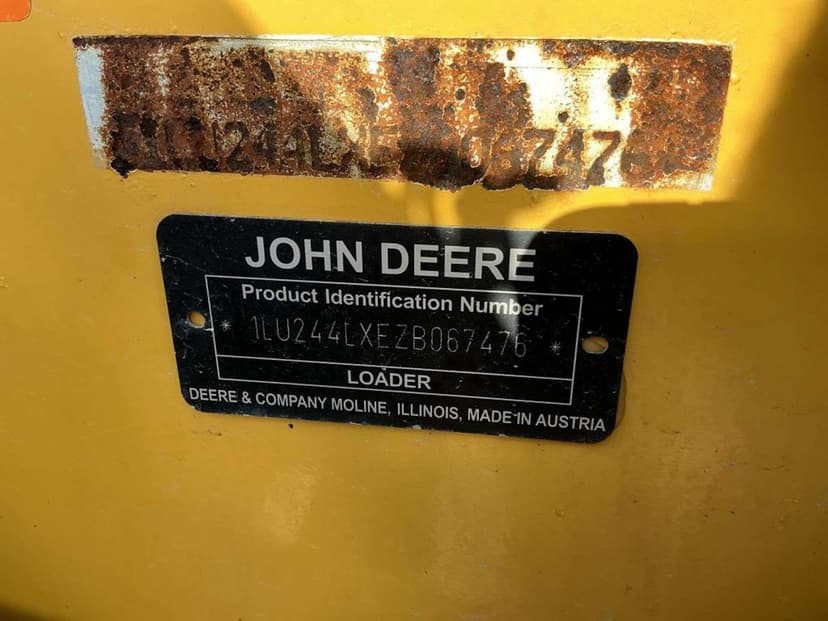 JOHN DEERE
Product Identification Number
* 1LU244LXEZB067476 *
LOADER
DEERE & COMPANY MOLINE, ILLINOIS, MADE IN AUSTRIA